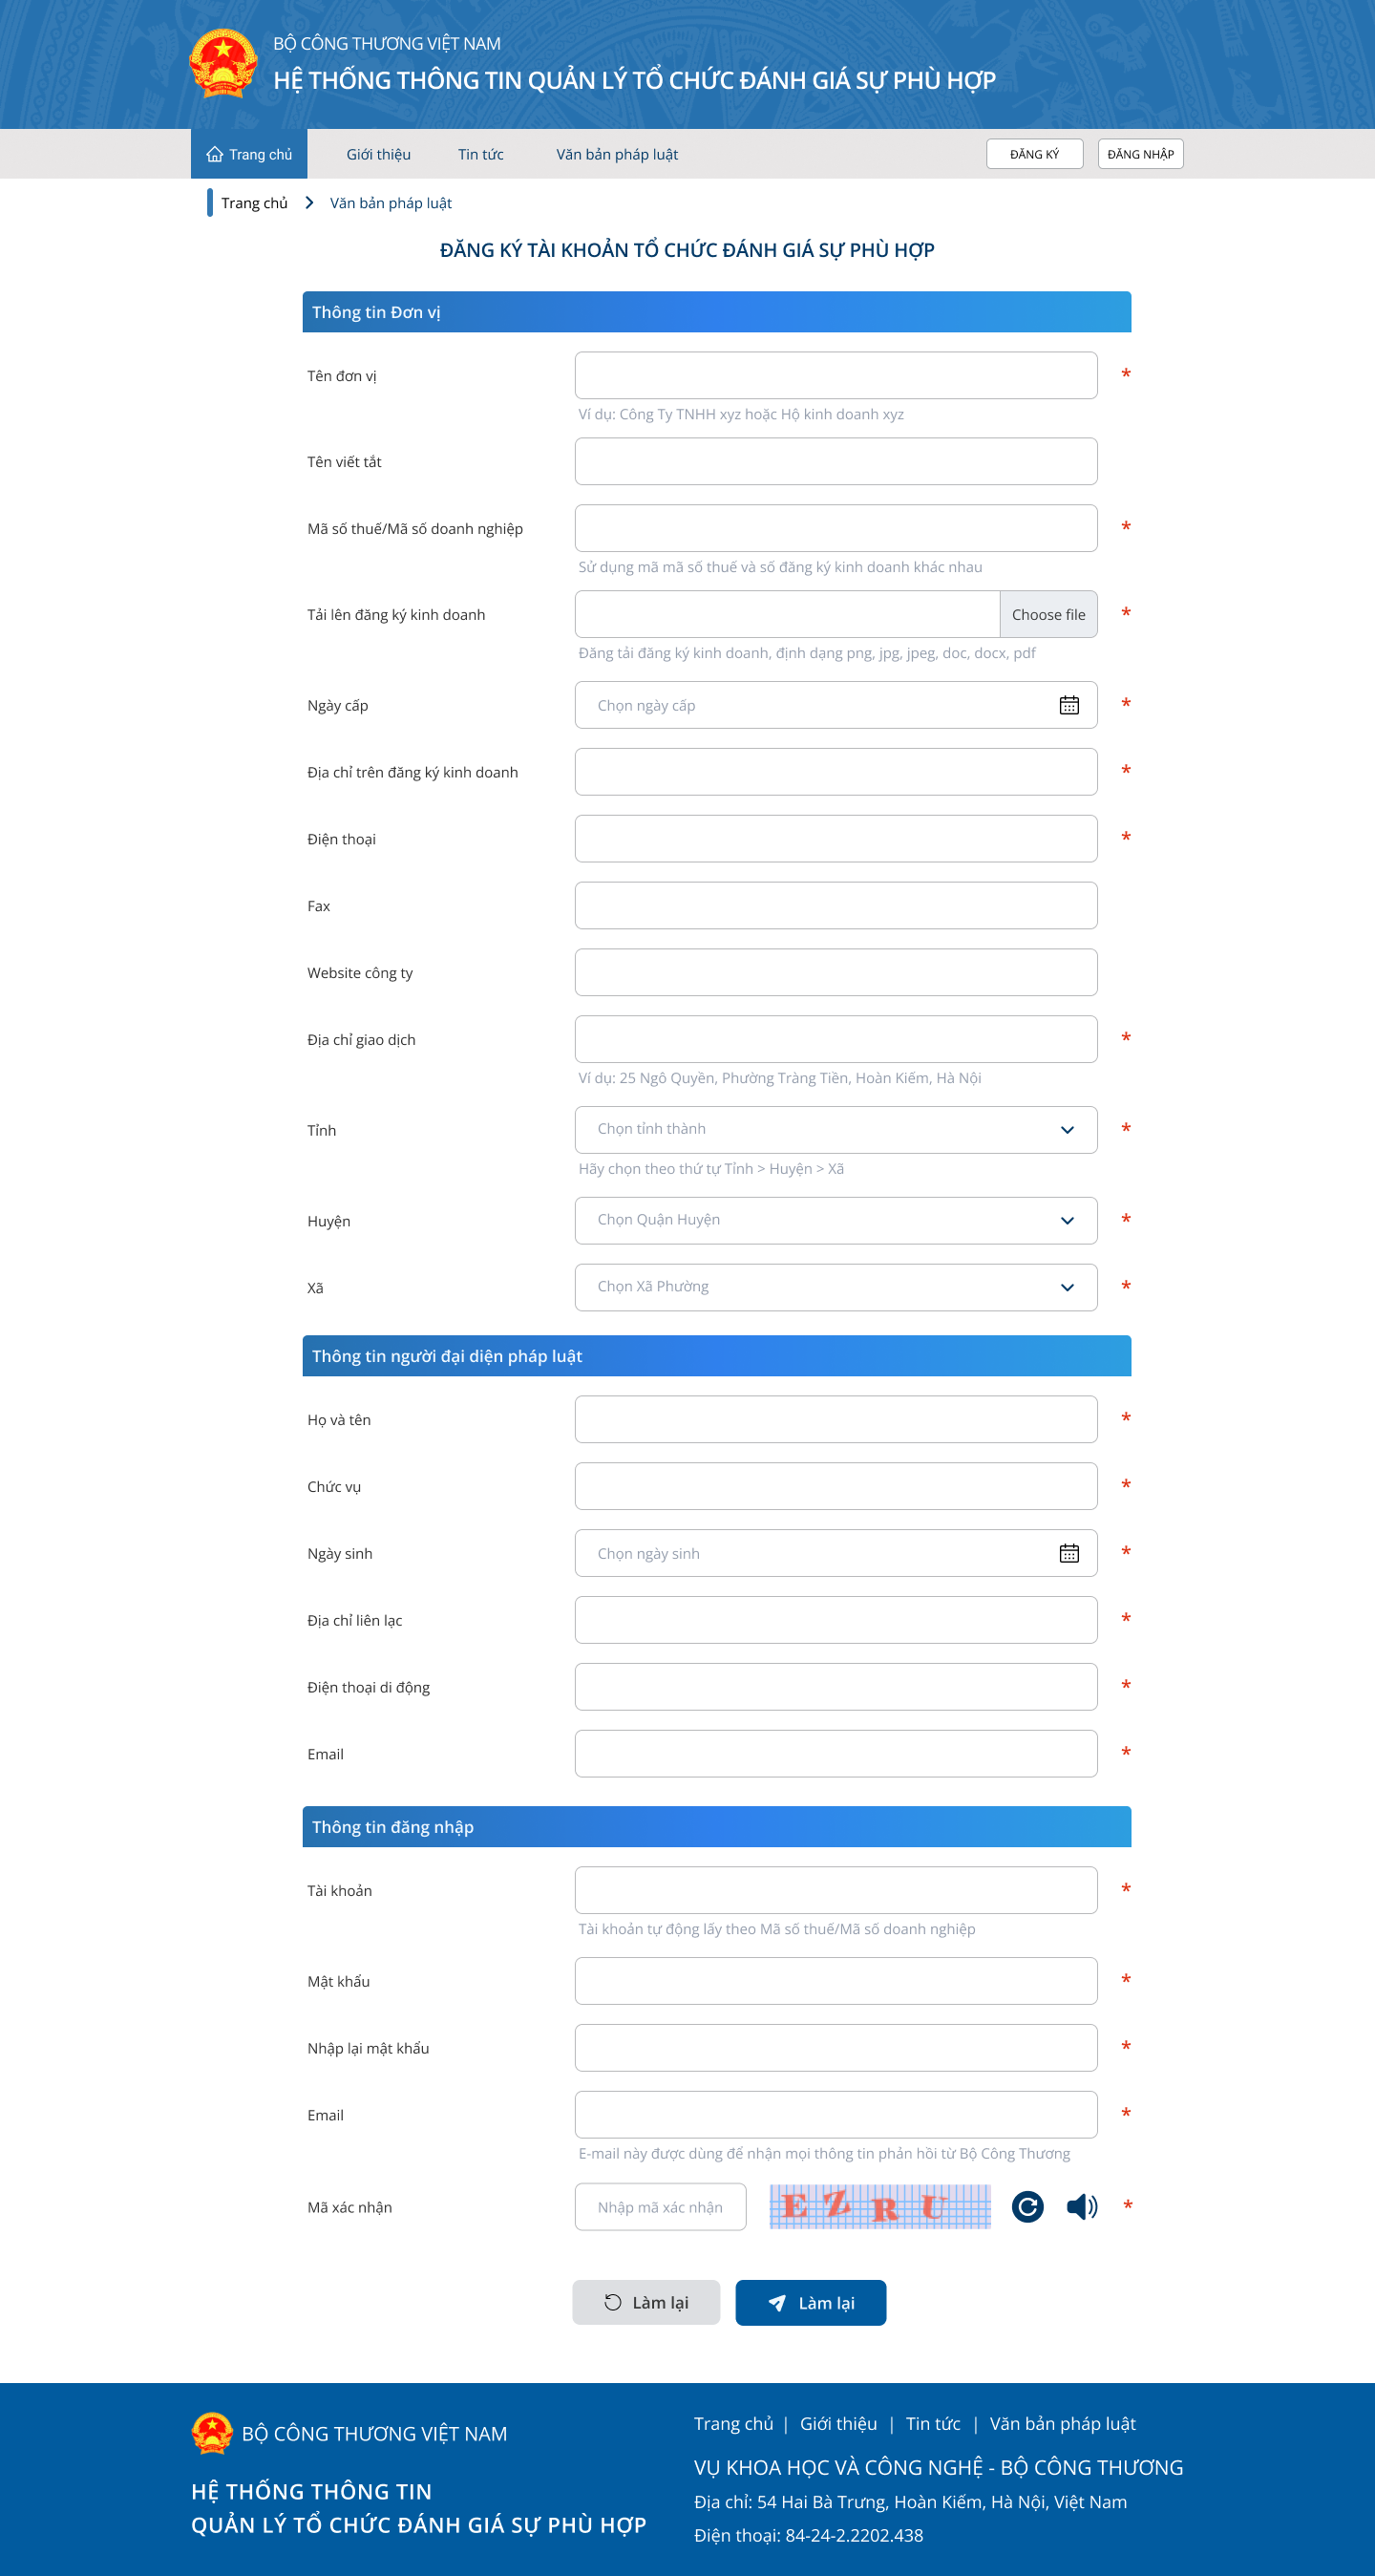 BỘ CÔNG THƯƠNG VIỆT NAM
HỆ THỐNG THÔNG TIN QUẢN LÝ TỔ CHỨC ĐÁNH GIÁ SỰ PHÙ HỢP
Trang chủ Giới thiệu Tin tức Văn bản pháp luật ĐĂNG KÝ ĐĂNG NHẬP
Trang chủ Văn bản pháp luật
ĐĂNG KÝ TÀI KHOẢN TỔ CHỨC ĐÁNH GIÁ SỰ PHÙ HỢP
Thông tin Đơn vị
Tên đơn vị *
Ví dụ: Công Ty TNHH xyz hoặc Hộ kinh doanh xyz
Tên viết tắt
Mã số thuế/Mã số doanh nghiệp *
Sử dụng mã mã số thuế và số đăng ký kinh doanh khác nhau
Tải lên đăng ký kinh doanh Choose file *
Đăng tải đăng ký kinh doanh, định dạng png, jpg, jpeg, doc, docx, pdf
Ngày cấp Chọn ngày cấp *
Địa chỉ trên đăng ký kinh doanh *
Điện thoại *
Fax
Website công ty
Địa chỉ giao dịch *
Ví dụ: 25 Ngô Quyền, Phường Tràng Tiền, Hoàn Kiếm, Hà Nội
Tỉnh Chọn tỉnh thành *
Hãy chọn theo thứ tự Tỉnh > Huyện > Xã
Huyện Chọn Quận Huyện *
Xã Chọn Xã Phường *
Thông tin người đại diện pháp luật
Họ và tên *
Chức vụ *
Ngày sinh Chọn ngày sinh *
Địa chỉ liên lạc *
Điện thoại di động *
Email *
Thông tin đăng nhập
Tài khoản *
Tài khoản tự động lấy theo Mã số thuế/Mã số doanh nghiệp
Mật khẩu *
Nhập lại mật khẩu *
Email *
E-mail này được dùng để nhận mọi thông tin phản hồi từ Bộ Công Thương
Mã xác nhận Nhập mã xác nhận EZRU *
Làm lại Làm lại
BỘ CÔNG THƯƠNG VIỆT NAM
HỆ THỐNG THÔNG TIN
QUẢN LÝ TỔ CHỨC ĐÁNH GIÁ SỰ PHÙ HỢP
Trang chủ | Giới thiệu | Tin tức | Văn bản pháp luật
VỤ KHOA HỌC VÀ CÔNG NGHỆ - BỘ CÔNG THƯƠNG
Địa chỉ: 54 Hai Bà Trưng, Hoàn Kiếm, Hà Nội, Việt Nam
Điện thoại: 84-24-2.2202.438